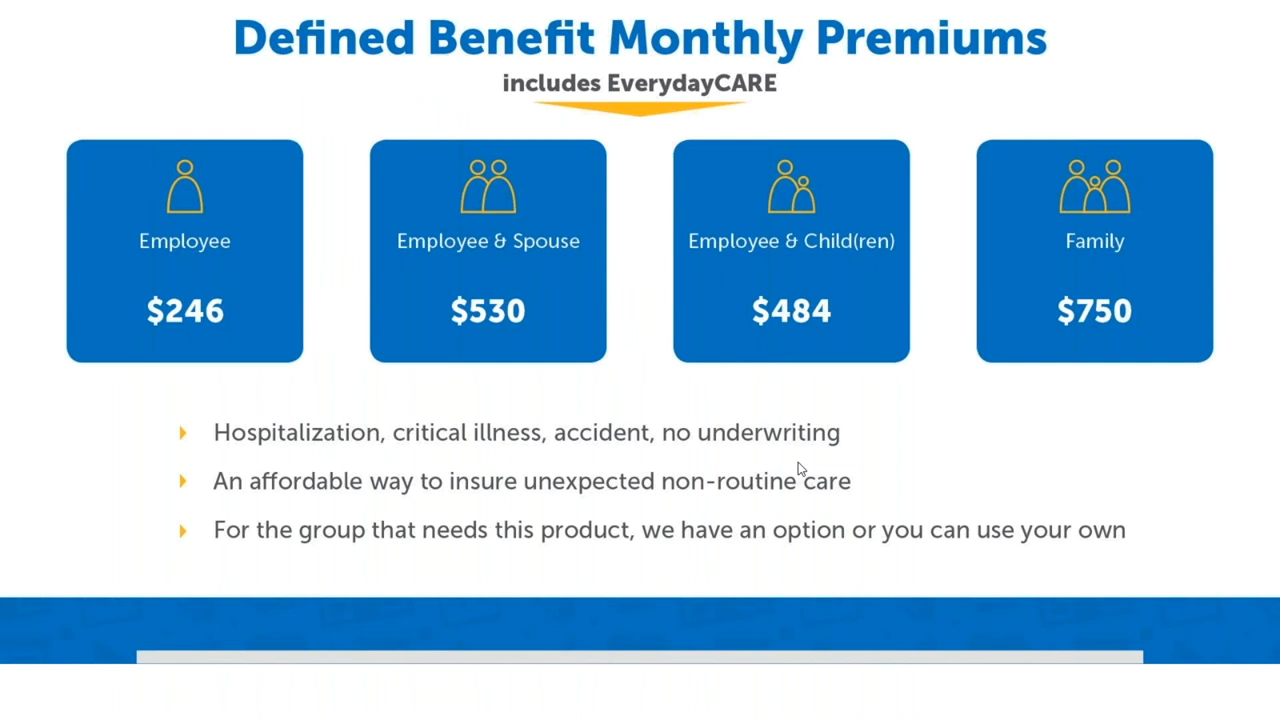 Defined Benefit Monthly Premiums
includes EverydayCARE
Employee
$246
Employee & Spouse
$530
Employee & Child(ren)
$484
Family
$750
Hospitalization, critical illness, accident, no underwriting
An affordable way to insure unexpected non-routine care
For the group that needs this product, we have an option or you can use your own